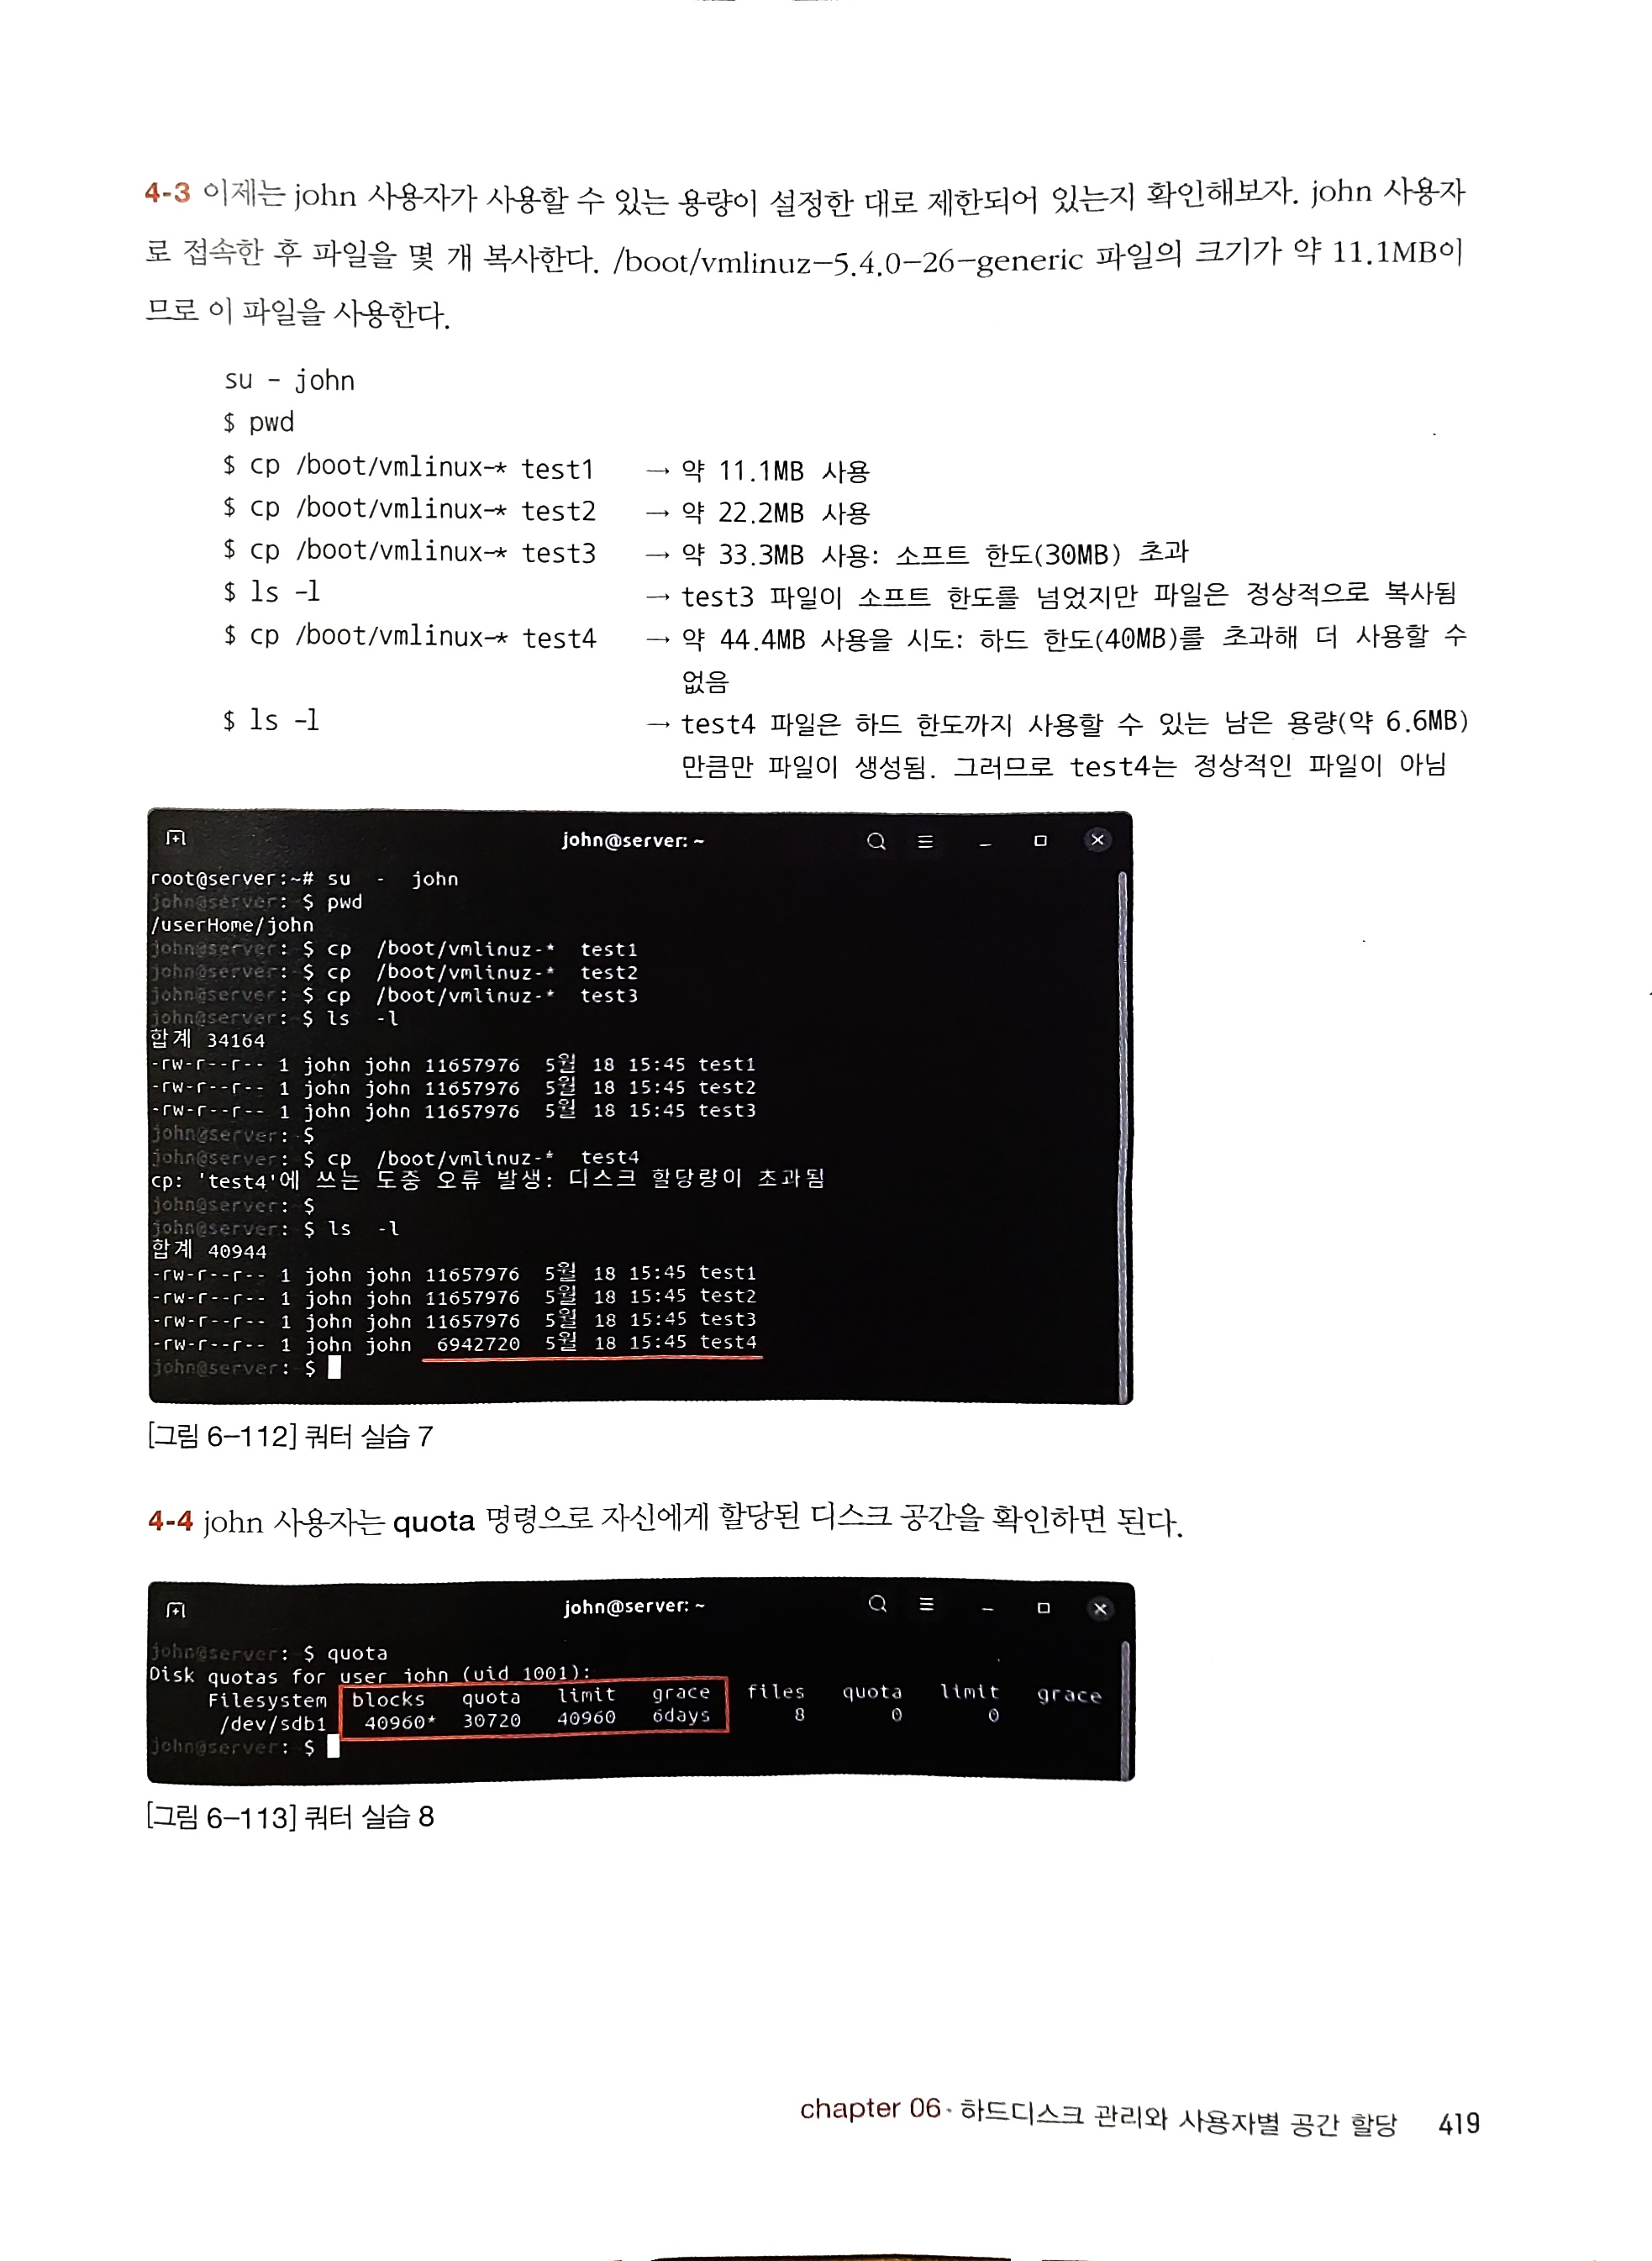 4-3 이제는 john 사용자가 사용할 수 있는 용량이 설정한 대로 제한되어 있는지 확인해보자. john 사용자
로 접속한 후 파일을 몇 개 복사한다. /boot/vmlinuz-5.4.0-26-generic 파일의 크기가 약 11.1MB이
므로 이 파일을 사용한다.
su - john
$ pwd
$ cp /boot/vmlinux-* test1 → 약 11.1MB 사용
$ cp /boot/vmlinux-* test2 → 약 22.2MB 사용
$ cp /boot/vmlinux-* test3 → 약 33.3MB 사용: 소프트 한도(30MB) 초과
$ ls -l → test3 파일이 소프트 한도를 넘었지만 파일은 정상적으로 복사됨
$ cp /boot/vmlinux-* test4 → 약 44.4MB 사용을 시도: 하드 한도(40MB)를 초과해 더 사용할 수
없음
$ ls -l → test4 파일은 하드 한도까지 사용할 수 있는 남은 용량(약 6.6MB)
만큼만 파일이 생성됨. 그러므로 test4는 정상적인 파일이 아님
john@server: ~
root@server:~# su - john
john@server:~$ pwd
/userHome/john
john@server:~$ cp /boot/vmlinuz-* test1
john@server:~$ cp /boot/vmlinuz-* test2
john@server:~$ cp /boot/vmlinuz-* test3
john@server:~$ ls -l
합계 34164
-rw-r--r-- 1 john john 11657976 5월 18 15:45 test1
-rw-r--r-- 1 john john 11657976 5월 18 15:45 test2
-rw-r--r-- 1 john john 11657976 5월 18 15:45 test3
john@server:~$
john@server:~$ cp /boot/vmlinuz-* test4
cp: 'test4'에 쓰는 도중 오류 발생: 디스크 할당량이 초과됨
john@server:~$
john@server:~$ ls -l
합계 40944
-rw-r--r-- 1 john john 11657976 5월 18 15:45 test1
-rw-r--r-- 1 john john 11657976 5월 18 15:45 test2
-rw-r--r-- 1 john john 11657976 5월 18 15:45 test3
-rw-r--r-- 1 john john 6942720 5월 18 15:45 test4
john@server:~$
[그림 6-112] 쿼터 실습 7
4-4 john 사용자는 quota 명령으로 자신에게 할당된 디스크 공간을 확인하면 된다.
john@server: ~
john@server:~$ quota
Disk quotas for user john (uid 1001):
Filesystem blocks quota limit grace files quota limit grace
/dev/sdb1 40960* 30720 40960 6days 8 0 0
john@server:~$
[그림 6-113] 쿼터 실습 8
chapter 06 · 하드디스크 관리와 사용자별 공간 할당 419